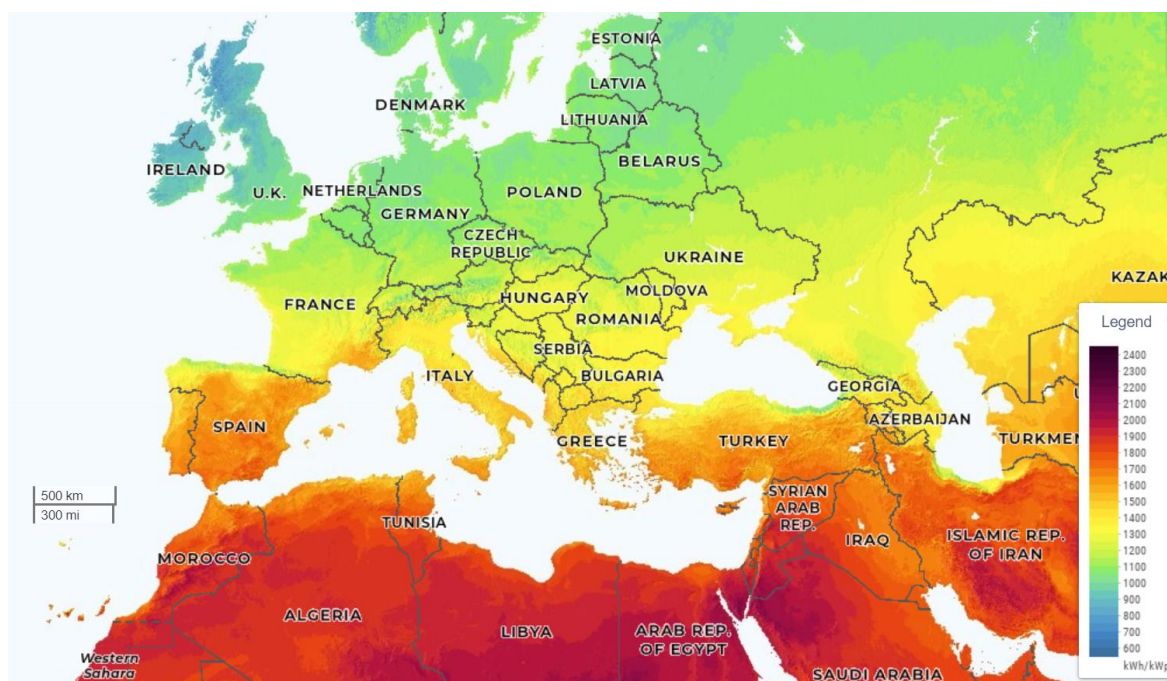 ESTONIA
LATVIA
DENMARK
LITHUANIA
IRELAND
BELARUS
U.K.
NETHERLANDS
POLAND
GERMANY
CZECH
REPUBLIC
UKRAINE
KAZAK
FRANCE
HUNGARY
MOLDOVA
ROMANIA
SERBIA
ITALY
BULGARIA
GEORGIA
SPAIN
AZERBAIJAN
GREECE
TURKEY
TURKMEN
U
500 km
300 mi
TUNISIA
SYRIAN
ARAB
REP.
IRAQ
ISLAMIC REP.
OF IRAN
MOROCCO
ALGERIA
LIBYA
ARAB REP.
OF EGYPT
Western
Sahara
SAUDI ARABIA
Legend
2400
2300
2200
2100
2000
1900
1800
1700
1600
1500
1400
1300
1200
1100
1000
900
800
700
600
kWh/kWp